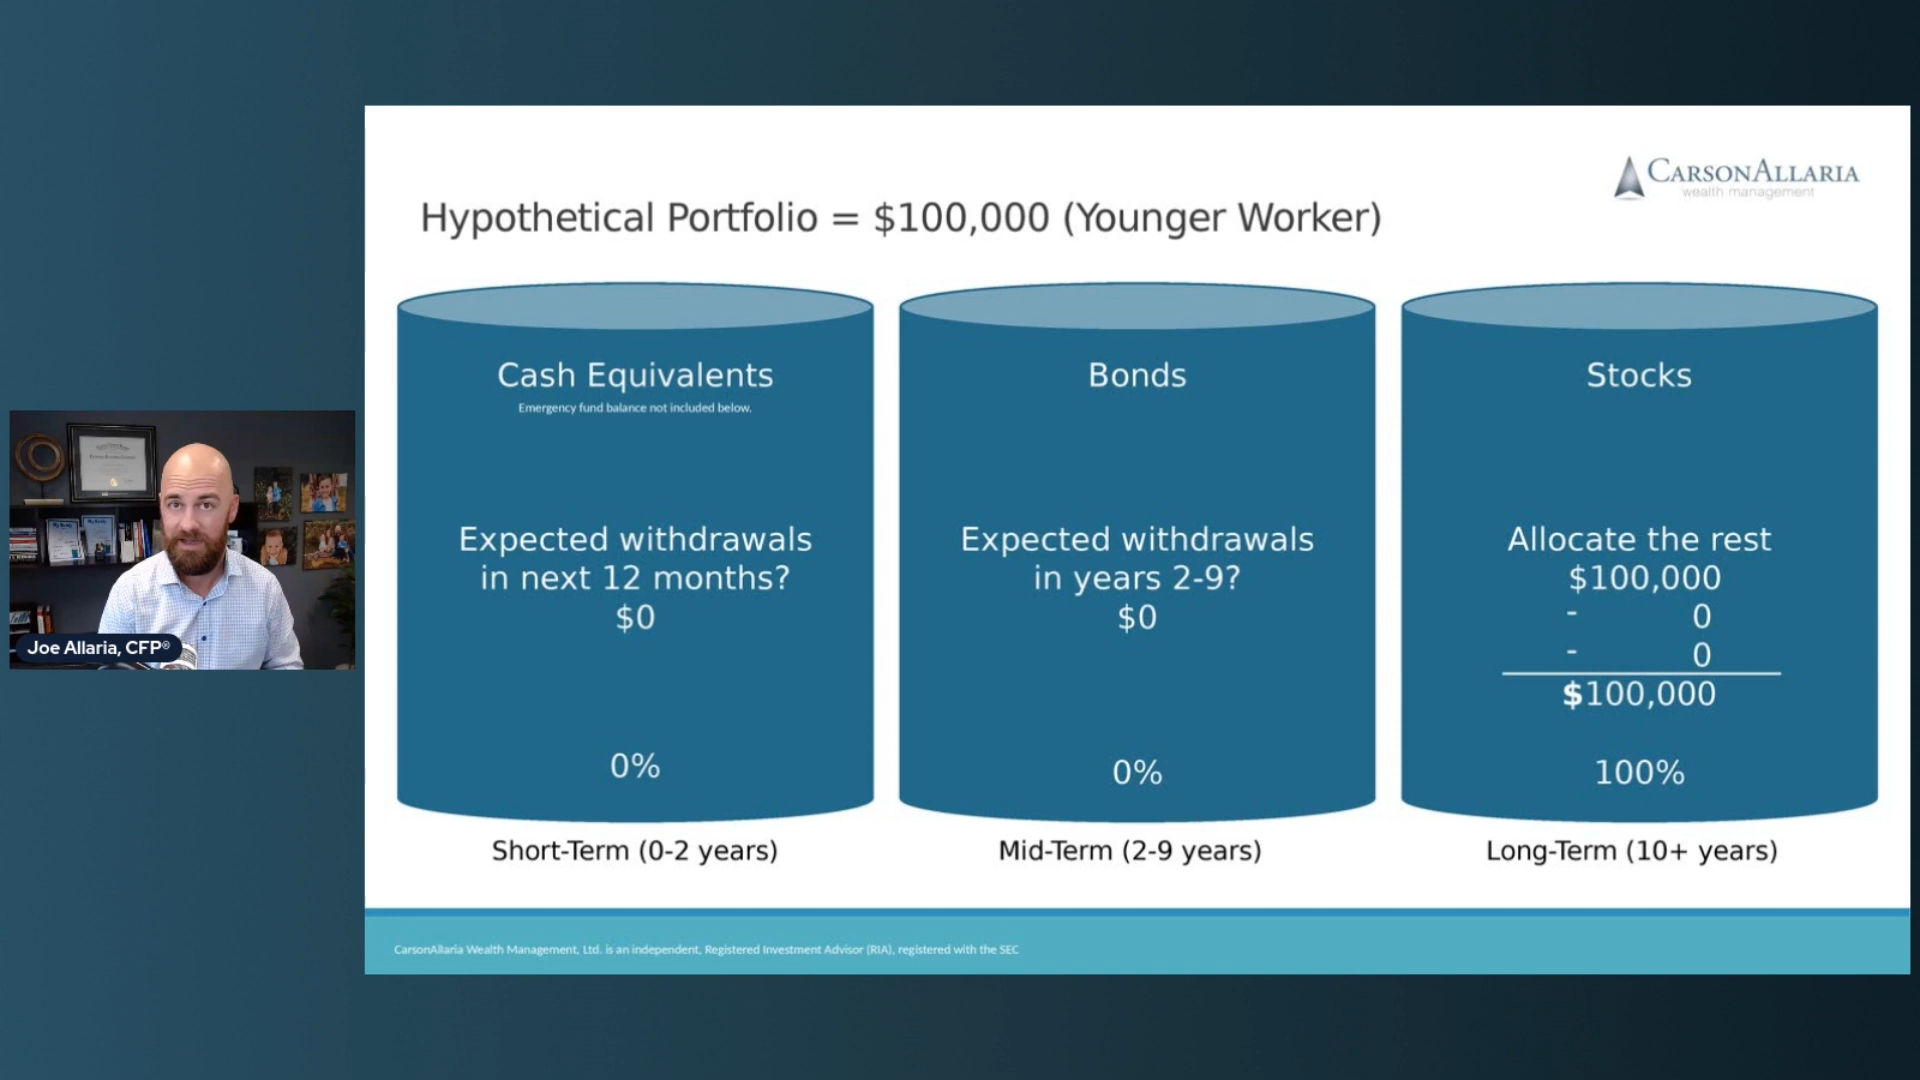 CARSONALLARIA
wealth management
Hypothetical Portfolio = $100,000 (Younger Worker)
Cash Equivalents
Emergency fund balance not included below.
Expected withdrawals
in next 12 months?
$0
0%
Short-Term (0-2 years)
Bonds
Expected withdrawals
in years 2-9?
$0
0%
Mid-Term (2-9 years)
Stocks
Allocate the rest
$100,000
- 0
- 0
$100,000
100%
Long-Term (10+ years)
Joe Allaria, CFP®
CarsonAllaria Wealth Management, Ltd. is an independent, Registered Investment Advisor (RIA), registered with the SEC